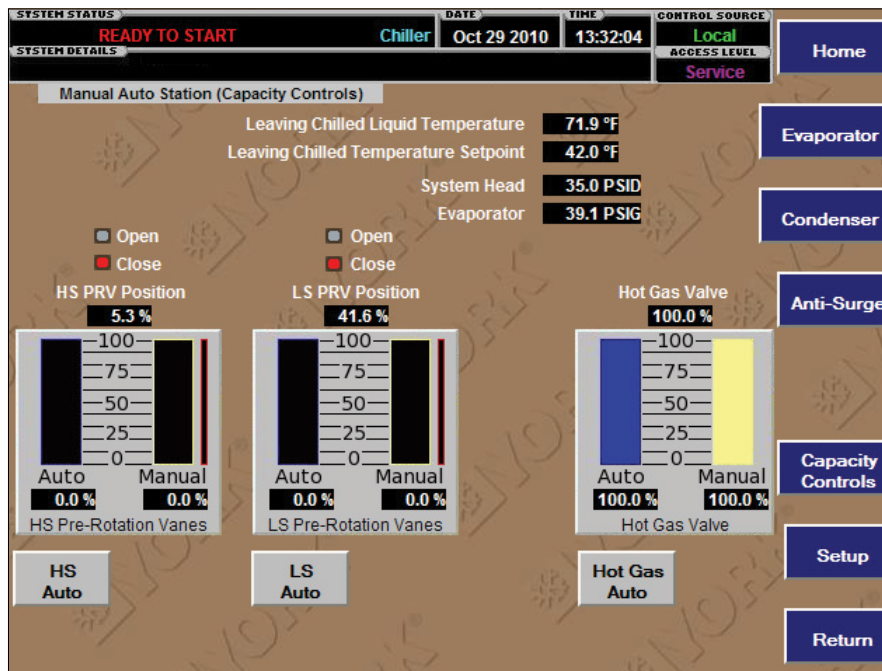 SYSTEM STATUS
READY TO START
Chiller
DATE
Oct 29 2010
TIME
13:32:04
CONTROL SOURCE
Local
SYSTEM DETAILS
ACCESS LEVEL
Service
Home
Manual Auto Station (Capacity Controls)
Leaving Chilled Liquid Temperature 71.9 °F
Leaving Chilled Temperature Setpoint 42.0 °F
Evaporator
System Head 35.0 PSID
Evaporator 39.1 PSIG
Condenser
Open
Close
Open
Close
HS PRV Position
5.3 %
LS PRV Position
41.6 %
Hot Gas Valve
100.0 %
Anti-Surge
100
75
50
25
0
Auto Manual
0.0 % 0.0 %
HS Pre-Rotation Vanes
100
75
50
25
0
Auto Manual
0.0 % 0.0 %
LS Pre-Rotation Vanes
100
75
50
25
0
Auto Manual
100.0 % 100.0 %
Hot Gas Valve
Capacity
Controls
HS
Auto
LS
Auto
Hot Gas
Auto
Setup
Return
YORK